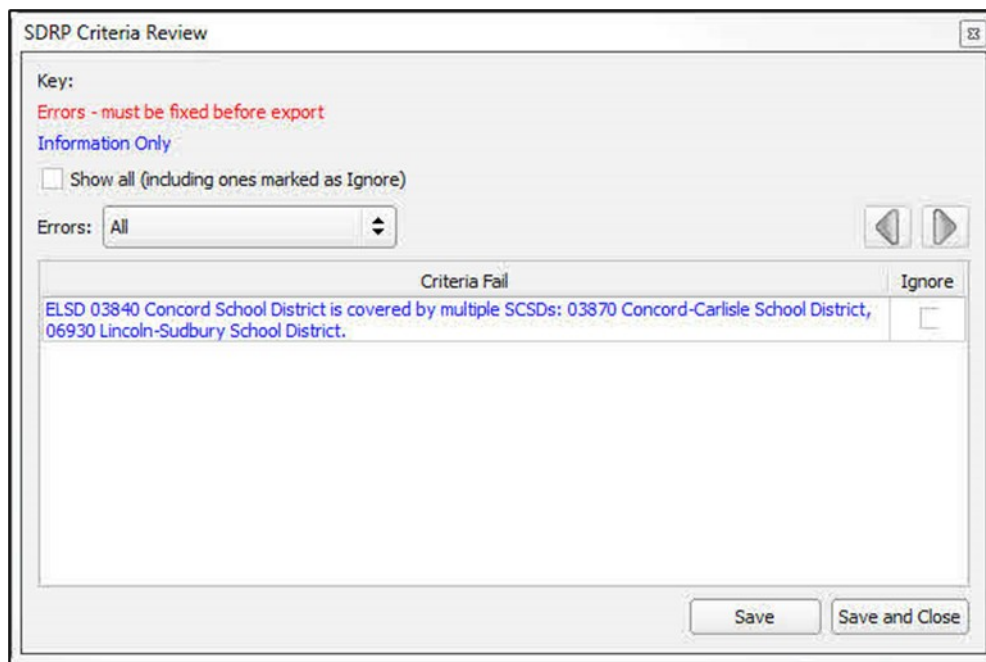 SDRP Criteria Review
Key:
Errors - must be fixed before export
Information Only
Show all (including ones marked as Ignore)
Errors: All
Criteria Fail Ignore
ELSD 03840 Concord School District is covered by multiple SCSDs: 03870 Concord-Carlisle School District,
06930 Lincoln-Sudbury School District.
Save Save and Close